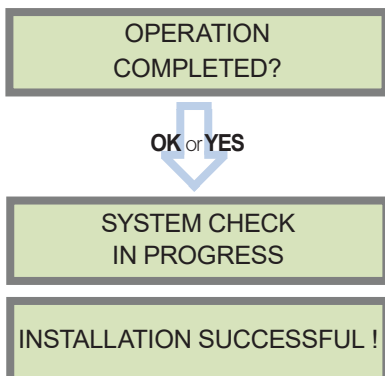 OPERATION
COMPLETED?
OK or YES
SYSTEM CHECK
IN PROGRESS
INSTALLATION SUCCESSFUL !